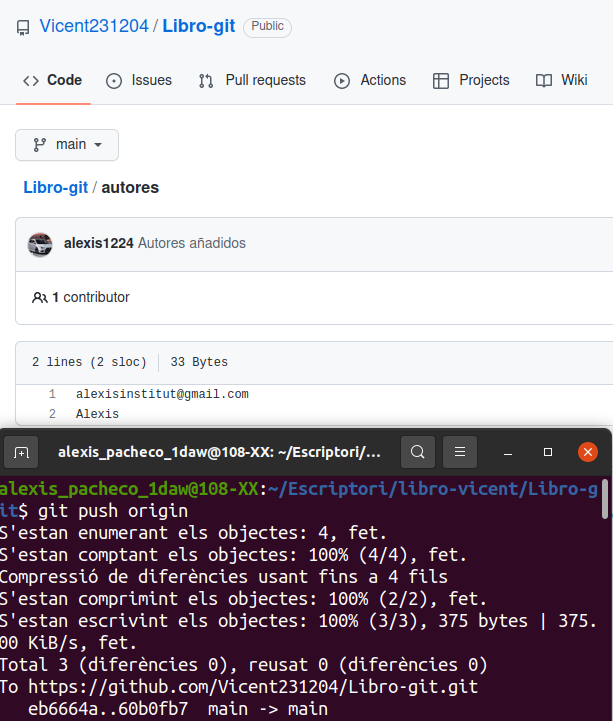 Vicent231204 / Libro-git Public
Code Issues Pull requests Actions Projects Wiki
main
Libro-git / autores
alexis1224 Autores añadidos
1 contributor
2 lines (2 sloc) 33 Bytes
1 alexisinstitut@gmail.com
2 Alexis
alexis_pacheco_1daw@108-XX: ~/Escriptori/...
alexis_pacheco_1daw@108-XX:~/Escriptori/libro-vicent/Libro-g
it$ git push origin
S'estan enumerant els objectes: 4, fet.
S'estan comptant els objectes: 100% (4/4), fet.
Compressió de diferències usant fins a 4 fils
S'estan comprimint els objectes: 100% (2/2), fet.
S'estan escrivint els objectes: 100% (3/3), 375 bytes | 375.
00 KiB/s, fet.
Total 3 (diferències 0), reusat 0 (diferències 0)
To https://github.com/Vicent231204/Libro-git.git
eb6664a..60b0fb7 main -> main